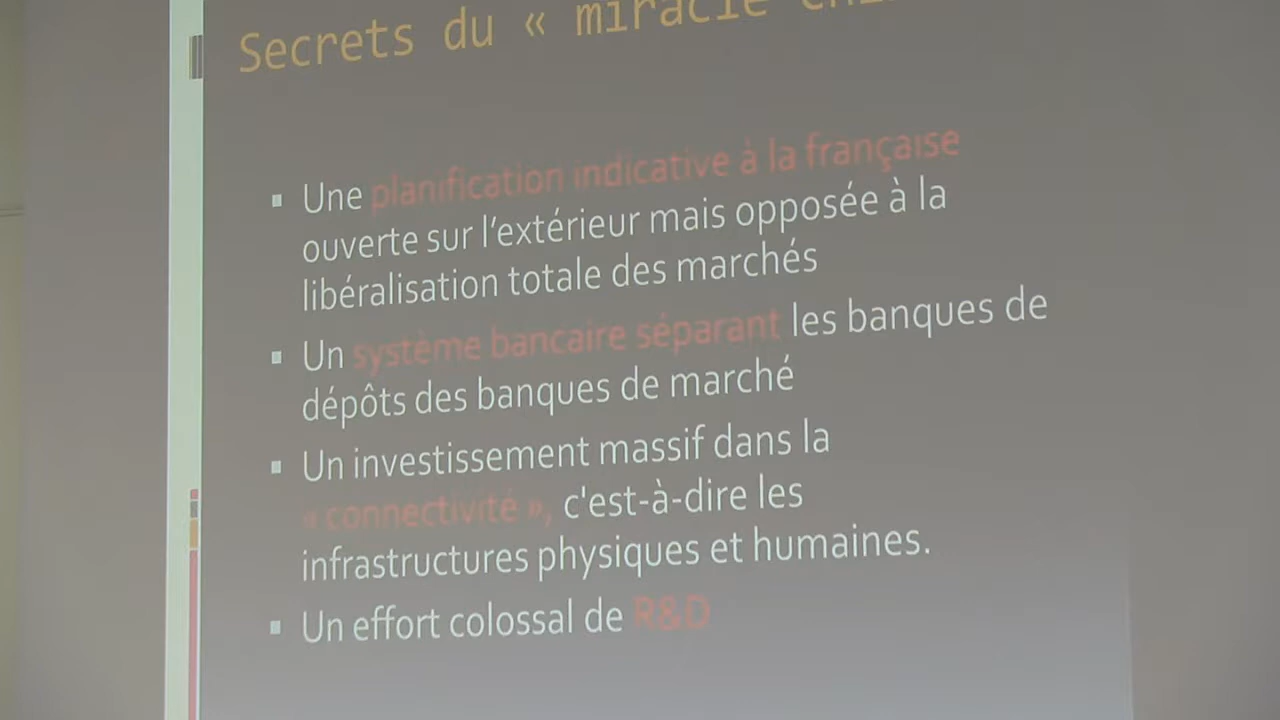 Secrets du « miracle
▪ Une planification indicative à la française
ouverte sur l'extérieur mais opposée à la
libéralisation totale des marchés
▪ Un système bancaire séparant les banques de
dépôts des banques de marché
▪ Un investissement massif dans la
« connectivité », c'est-à-dire les
infrastructures physiques et humaines.
▪ Un effort colossal de R&D